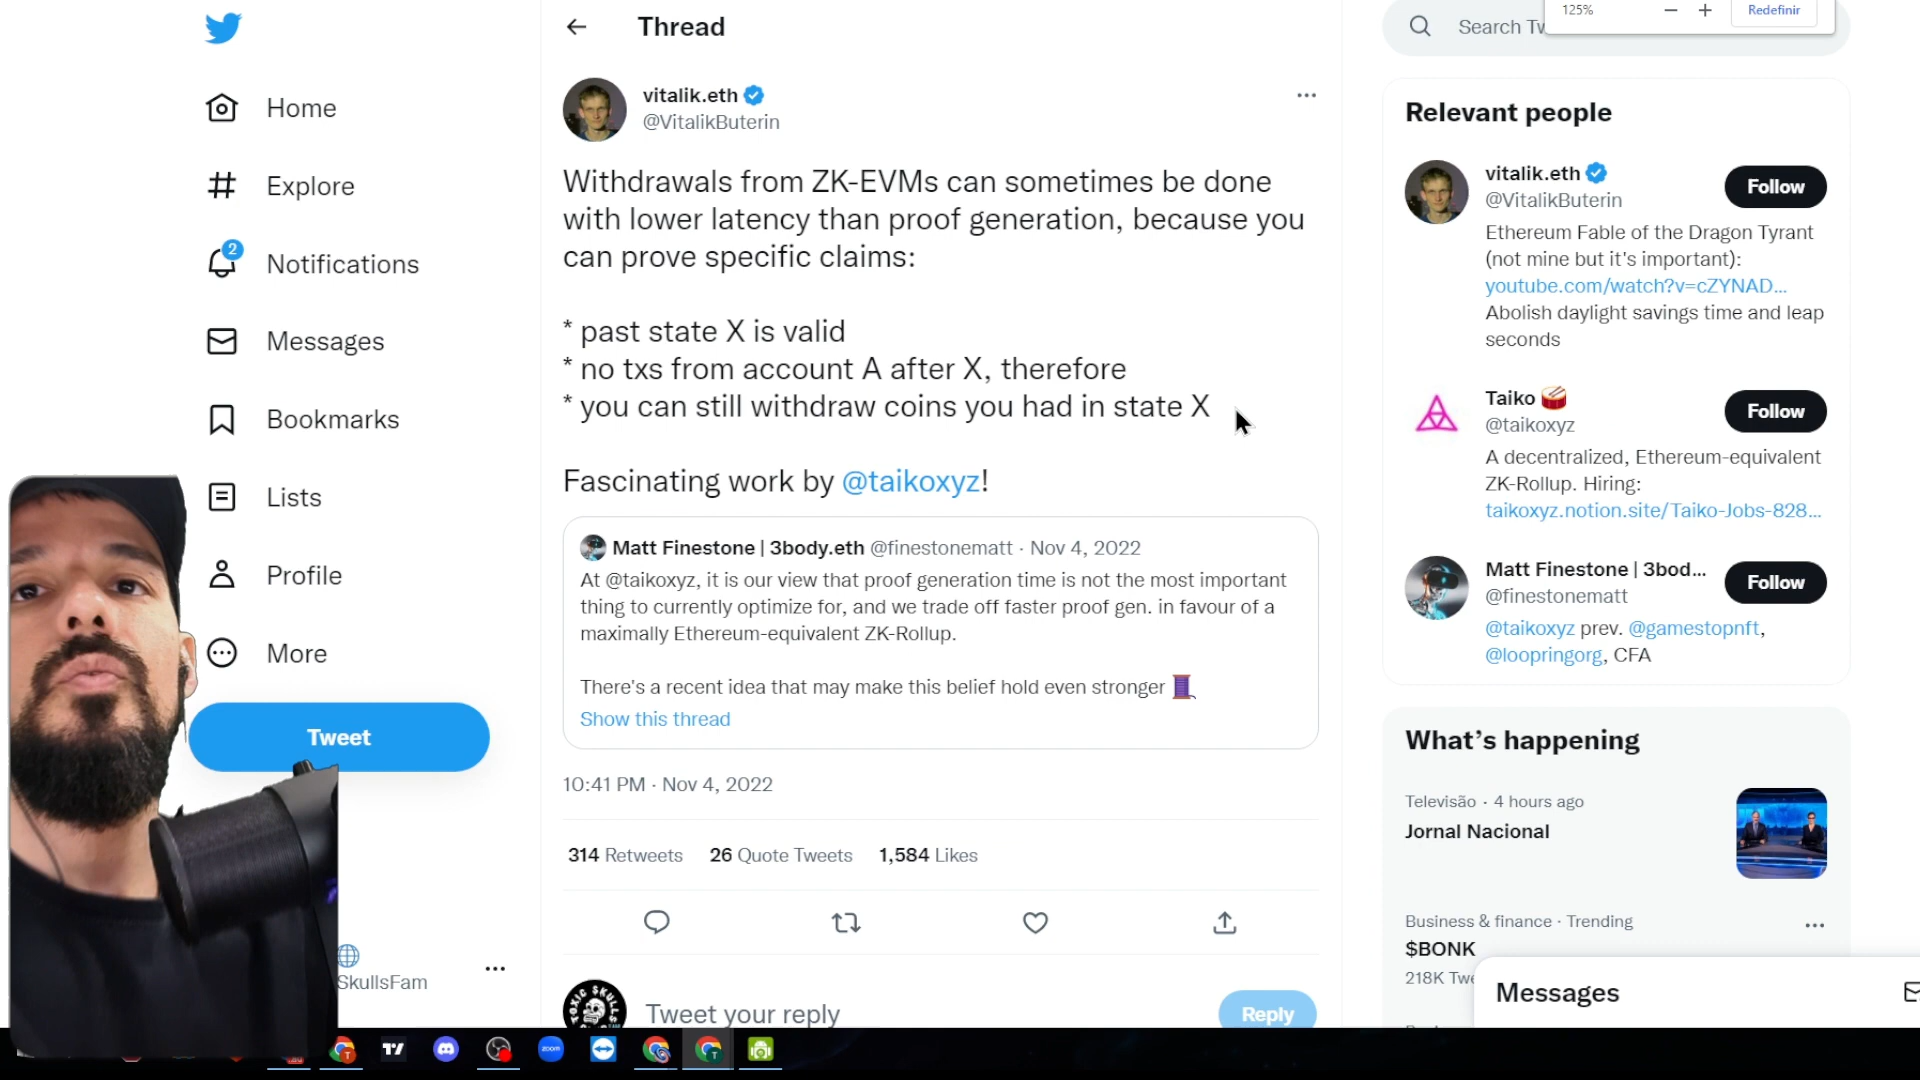 125%
Redefinir
Home
Explore
2
Notifications
Messages
Bookmarks
Lists
Profile
More
Tweet
SkullsFam
Thread
vitalik.eth
@VitalikButerin
Withdrawals from ZK-EVMs can sometimes be done
with lower latency than proof generation, because you
can prove specific claims:
* past state X is valid
* no txs from account A after X, therefore
* you can still withdraw coins you had in state X
Fascinating work by @taikoxyz!
Matt Finestone | 3body.eth @finestonematt · Nov 4, 2022
At @taikoxyz, it is our view that proof generation time is not the most important
thing to currently optimize for, and we trade off faster proof gen. in favour of a
maximally Ethereum-equivalent ZK-Rollup.
There's a recent idea that may make this belief hold even stronger
Show this thread
10:41 PM · Nov 4, 2022
314 Retweets 26 Quote Tweets 1,584 Likes
TOXIC SKULLS
Tweet your reply
Reply
Search Tw
Relevant people
vitalik.eth
@VitalikButerin
Follow
Ethereum Fable of the Dragon Tyrant
(not mine but it's important):
youtube.com/watch?v=cZYNAD...
Abolish daylight savings time and leap
seconds
Taiko
@taikoxyz
Follow
A decentralized, Ethereum-equivalent
ZK-Rollup. Hiring:
taikoxyz.notion.site/Taiko-Jobs-828...
Matt Finestone | 3bod...
@finestonematt
Follow
@taikoxyz prev. @gamestopnft,
@loopringorg, CFA
What's happening
Televisão · 4 hours ago
Jornal Nacional
Business & finance · Trending
$BONK
218K Twe
Messages
zoom